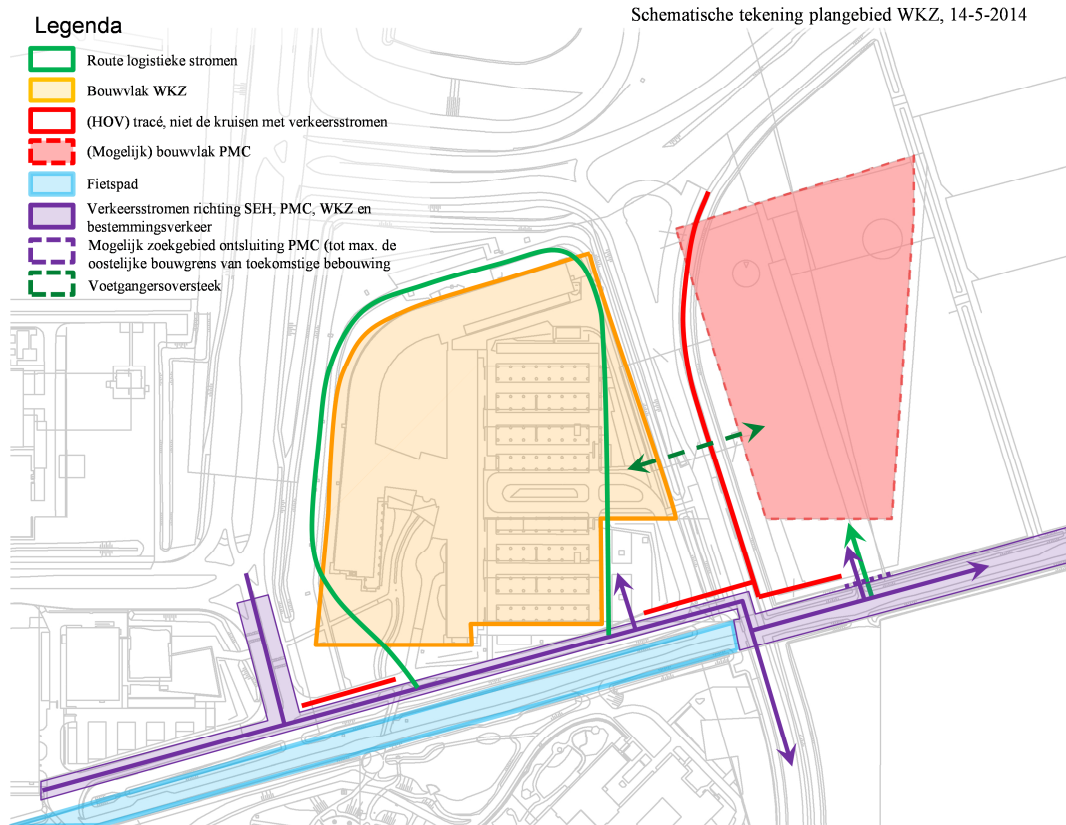 Schematische tekening plangebied WKZ, 14-5-2014
Legenda
Route logistieke stromen
Bouwvlak WKZ
(HOV) tracé, niet de kruisen met verkeersstromen
(Mogelijk) bouwvlak PMC
Fietspad
Verkeersstromen richting SEH, PMC, WKZ en
bestemmingsverkeer
Mogelijk zoekgebied ontsluiting PMC (tot max. de
oostelijke bouwgrens van toekomstige bebouwing
Voetgangersoversteek